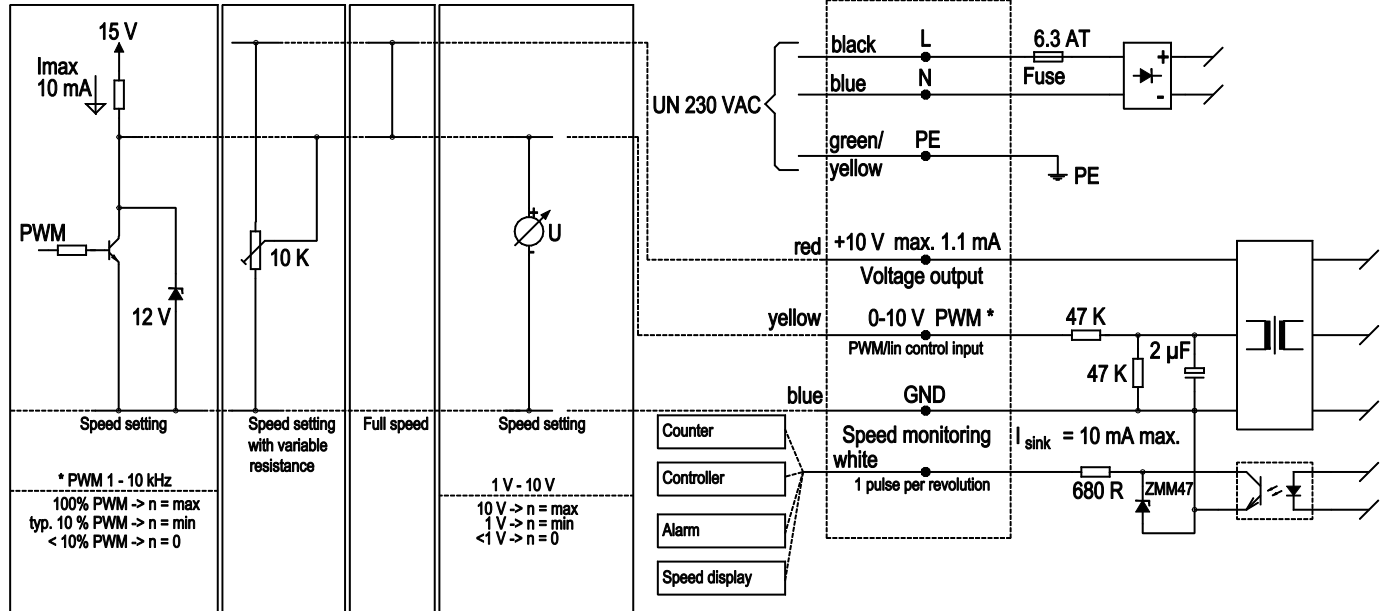 15 V
Imax
10 mA
PWM
12 V
Speed setting
* PWM 1 - 10 kHz
100% PWM -> n = max
typ. 10 % PWM -> n = min
< 10% PWM -> n = 0
10 K
Speed setting
with variable
resistance
Full speed
+
U
-
Speed setting
1 V - 10 V
10 V -> n = max
1 V -> n = min
<1 V -> n = 0
UN 230 VAC
black
L
6.3 AT
Fuse
+
-
blue
N
green/
yellow
PE
PE
red
+10 V max. 1.1 mA
Voltage output
yellow
0-10 V PWM *
PWM/lin control input
47 K
47 K
2 µF
blue
GND
Speed monitoring
white
1 pulse per revolution
I sink = 10 mA max.
680 R
ZMM47
Counter
Controller
Alarm
Speed display